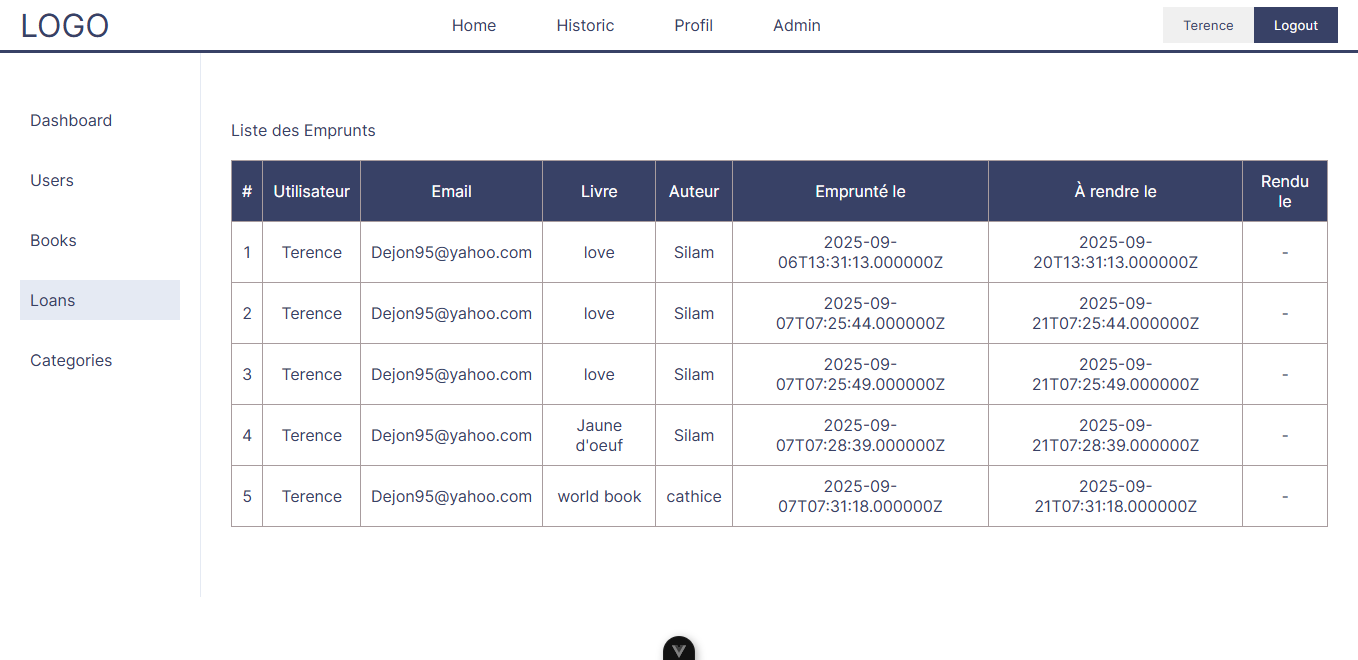 LOGO Home Historic Profil Admin Terence Logout
Dashboard
Users
Books
Loans
Categories
Liste des Emprunts
# Utilisateur Email Livre Auteur Emprunté le À rendre le Rendu le
1 Terence Dejon95@yahoo.com love Silam 2025-09-06T13:31:13.000000Z 2025-09-20T13:31:13.000000Z -
2 Terence Dejon95@yahoo.com love Silam 2025-09-07T07:25:44.000000Z 2025-09-21T07:25:44.000000Z -
3 Terence Dejon95@yahoo.com love Silam 2025-09-07T07:25:49.000000Z 2025-09-21T07:25:49.000000Z -
4 Terence Dejon95@yahoo.com Jaune d'oeuf Silam 2025-09-07T07:28:39.000000Z 2025-09-21T07:28:39.000000Z -
5 Terence Dejon95@yahoo.com world book cathice 2025-09-07T07:31:18.000000Z 2025-09-21T07:31:18.000000Z -